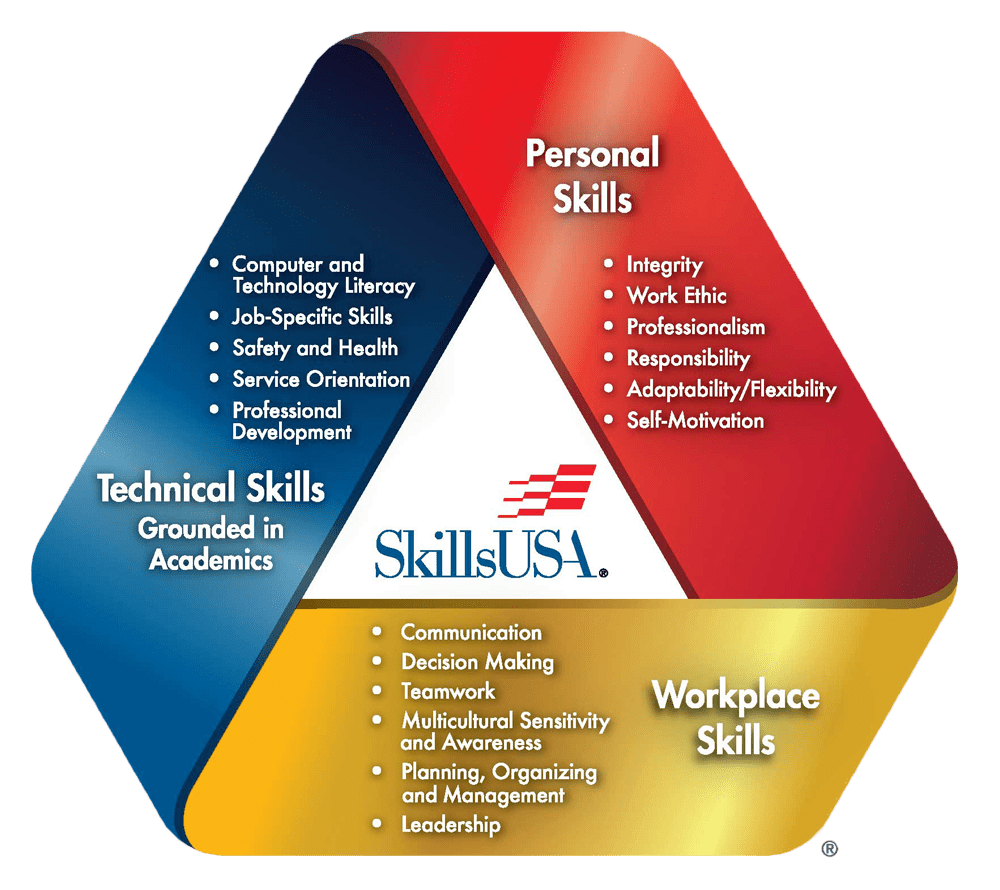 Personal
Skills
• Integrity
• Work Ethic
• Professionalism
• Responsibility
• Adaptability/Flexibility
• Self-Motivation
• Computer and
Technology Literacy
• Job-Specific Skills
• Safety and Health
• Service Orientation
• Professional
Development
Technical Skills
Grounded in
Academics
SkillsUSA®
• Communication
• Decision Making
• Teamwork
• Multicultural Sensitivity
and Awareness
• Planning, Organizing
and Management
• Leadership
Workplace
Skills
®